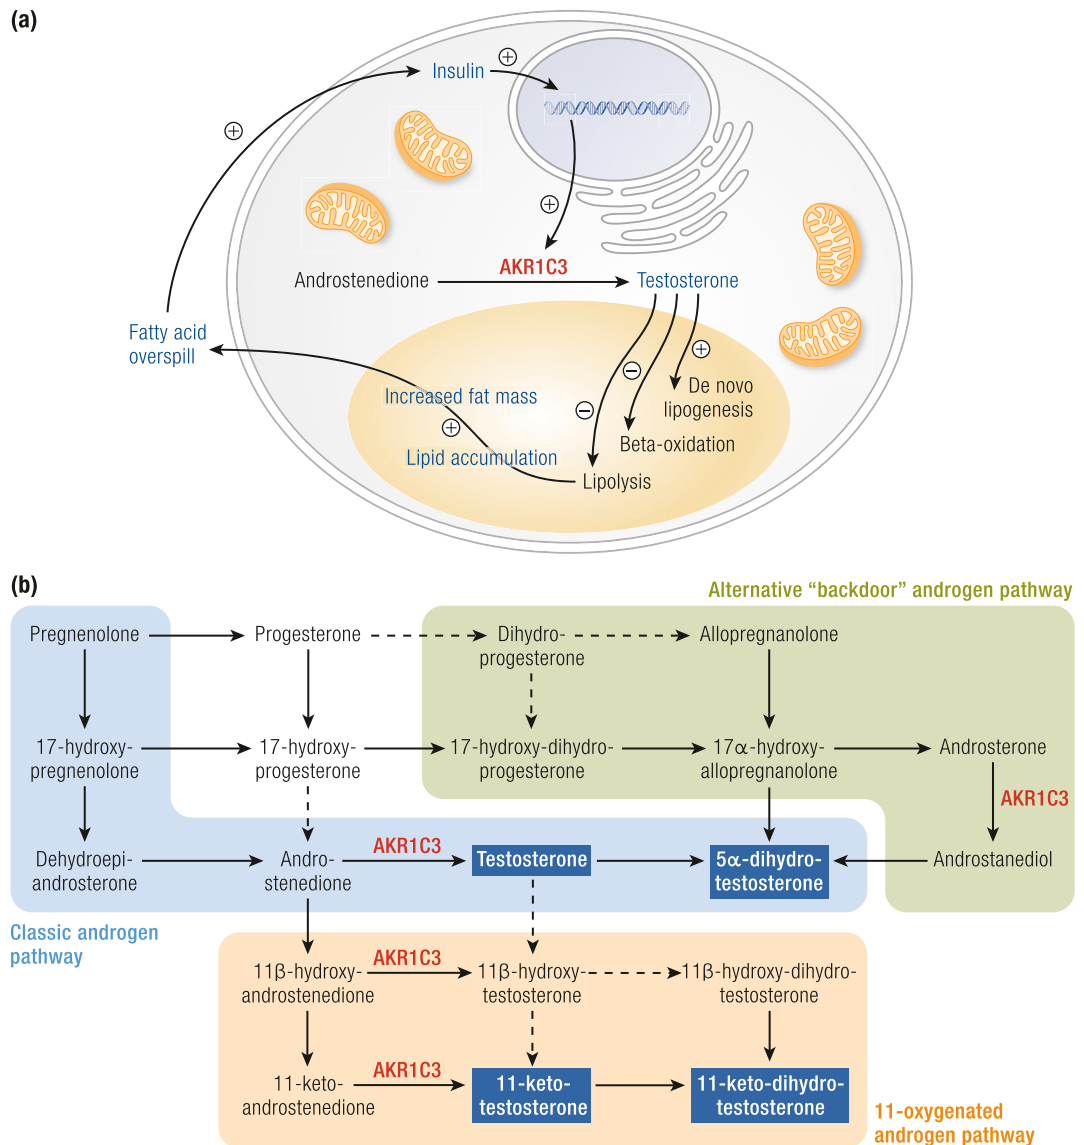 (a)
Insulin
+
+
+
Androstenedione
AKR1C3
Testosterone
Fatty acid
overspill
+
−
−
De novo
lipogenesis
Increased fat mass
+
Beta-oxidation
Lipid accumulation
Lipolysis
(b)
Alternative “backdoor” androgen pathway
Pregnenolone
Progesterone
Dihydro-
progesterone
Allopregnanolone
17-hydroxy-
pregnenolone
17-hydroxy-
progesterone
17-hydroxy-dihydro-
progesterone
17α-hydroxy-
allopregnanolone
Androsterone
AKR1C3
Dehydroepi-
androsterone
Andro-
stenedione
AKR1C3
Testosterone
5α-dihydro-
testosterone
Androstanediol
Classic androgen
pathway
11β-hydroxy-
androstenedione
AKR1C3
11β-hydroxy-
testosterone
11β-hydroxy-dihydro-
testosterone
11-keto-
androstenedione
AKR1C3
11-keto-
testosterone
11-keto-dihydro-
testosterone
11-oxygenated
androgen pathway